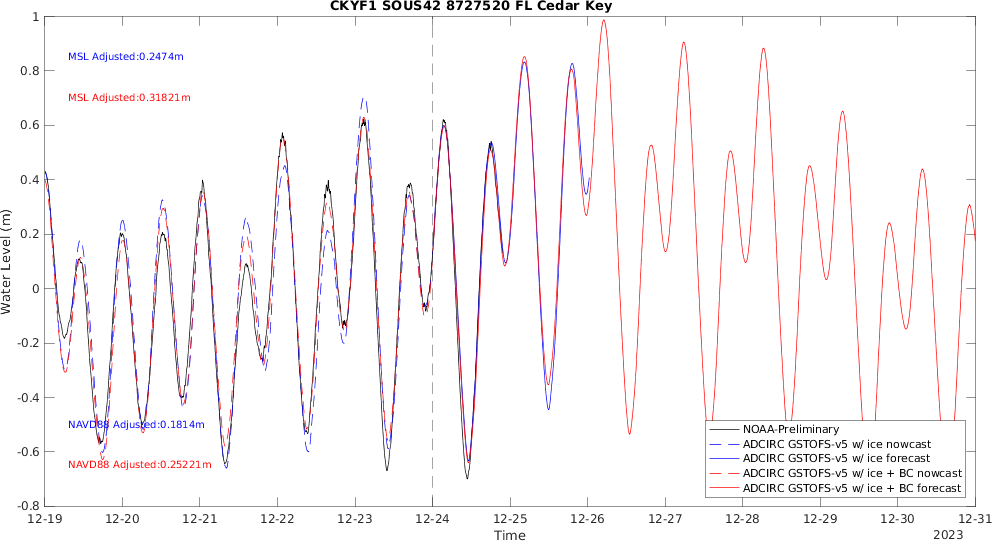 CKYF1 SOUS42 8727520 FL Cedar Key
1
0.8
0.6
0.4
0.2
0
-0.2
-0.4
-0.6
-0.8
Water Level (m)
MSL Adjusted:0.2474m
MSL Adjusted:0.31821m
NAVD88 Adjusted:0.1814m
NAVD88 Adjusted:0.25221m
NOAA-Preliminary
ADCIRC GSTOFS-v5 w/ ice nowcast
ADCIRC GSTOFS-v5 w/ ice forecast
ADCIRC GSTOFS-v5 w/ ice + BC nowcast
ADCIRC GSTOFS-v5 w/ ice + BC forecast
12-19 12-20 12-21 12-22 12-23 12-24 12-25 12-26 12-27 12-28 12-29 12-30 12-31
Time
2023